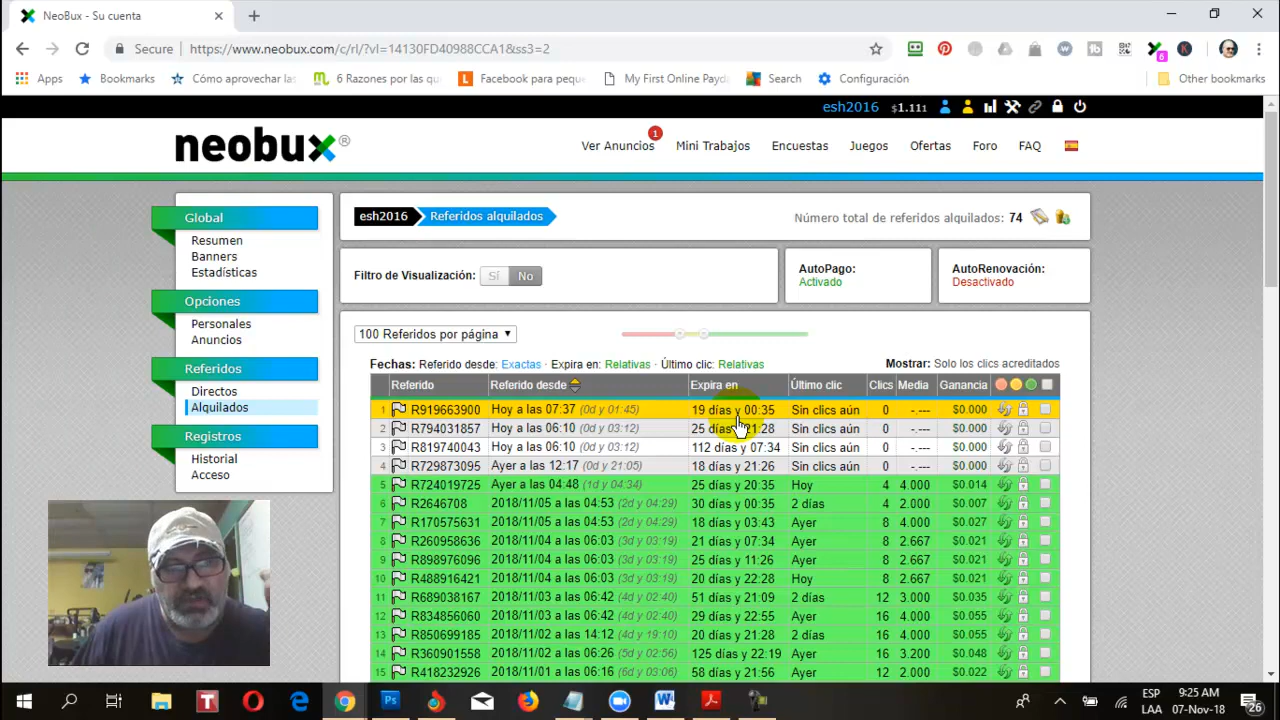 NeoBux - Su cuenta
Secure | https://www.neobux.com/c/rl/?vl=14130FD40988CCA1&ss3=2
Apps Bookmarks Cómo aprovechar las 6 Razones por las qu Facebook para peque My First Online Payda Search Configuración Other bookmarks
esh2016 $1.111
neobux® Ver Anuncios 1 Mini Trabajos Encuestas Juegos Ofertas Foro FAQ
Global
Resumen
Banners
Estadísticas
Opciones
Personales
Anuncios
Referidos
Directos
Alquilados
Registros
Historial
Acceso
esh2016 Referidos alquilados Número total de referidos alquilados: 74
Filtro de Visualización: Sí No
AutoPago:
Activado
AutoRenovación:
Desactivado
100 Referidos por página
Fechas: Referido desde: Exactas · Expira en: Relativas · Último clic: Relativas Mostrar: Solo los clics acreditados
Referido Referido desde Expira en Último clic Clics Media Ganancia
1 R919663900 Hoy a las 07:37 (0d y 01:45) 19 días y 00:35 Sin clics aún 0 -.--- $0.000
2 R794031857 Hoy a las 06:10 (0d y 03:12) 25 días 21:28 Sin clics aún 0 -.--- $0.000
3 R819740043 Hoy a las 06:10 (0d y 03:12) 112 días y 07:34 Sin clics aún 0 -.--- $0.000
4 R729873095 Ayer a las 12:17 (0d y 21:05) 18 días y 21:26 Sin clics aún 0 -.--- $0.000
5 R724019725 Ayer a las 04:48 (1d y 04:34) 25 días y 20:35 Hoy 4 4.000 $0.014
6 R2646708 2018/11/05 a las 04:53 (2d y 04:29) 30 días y 00:35 2 días 4 2.000 $0.007
7 R170575631 2018/11/05 a las 04:53 (2d y 04:29) 18 días y 03:43 Ayer 8 4.000 $0.027
8 R260958636 2018/11/04 a las 06:03 (3d y 03:19) 21 días y 07:34 Ayer 8 2.667 $0.021
9 R898976096 2018/11/04 a las 06:03 (3d y 03:19) 25 días y 11:26 Ayer 8 2.667 $0.021
10 R488916421 2018/11/04 a las 06:03 (3d y 03:19) 20 días y 22:28 Hoy 8 2.667 $0.021
11 R689038167 2018/11/03 a las 06:42 (4d y 02:40) 51 días y 21:09 2 días 12 3.000 $0.035
12 R834856060 2018/11/03 a las 06:42 (4d y 02:40) 29 días y 22:55 Ayer 16 4.000 $0.055
13 R850699185 2018/11/02 a las 14:12 (4d y 19:10) 20 días y 21:28 2 días 16 4.000 $0.055
14 R360901558 2018/11/02 a las 06:26 (5d y 02:56) 125 días y 22:19 Ayer 16 3.200 $0.048
15 R418232926 2018/11/01 a las 06:16 (6d y 03:06) 58 días y 21:56 Ayer 12 2.000 $0.022
ESP 9:25 AM
LAA 07-Nov-18 26